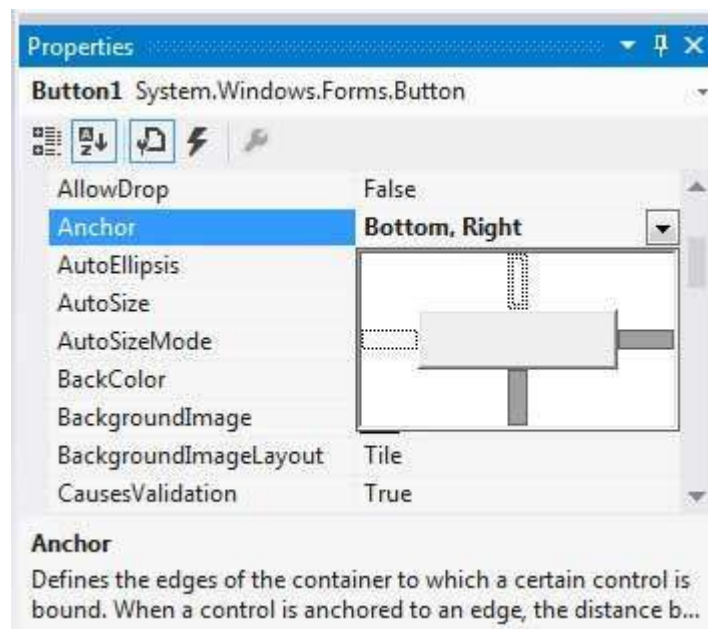 Properties
Button1 System.Windows.Forms.Button
AllowDrop False
Anchor Bottom, Right
AutoEllipsis
AutoSize
AutoSizeMode
BackColor
BackgroundImage
BackgroundImageLayout Tile
CausesValidation True
Anchor
Defines the edges of the container to which a certain control is
bound. When a control is anchored to an edge, the distance b...